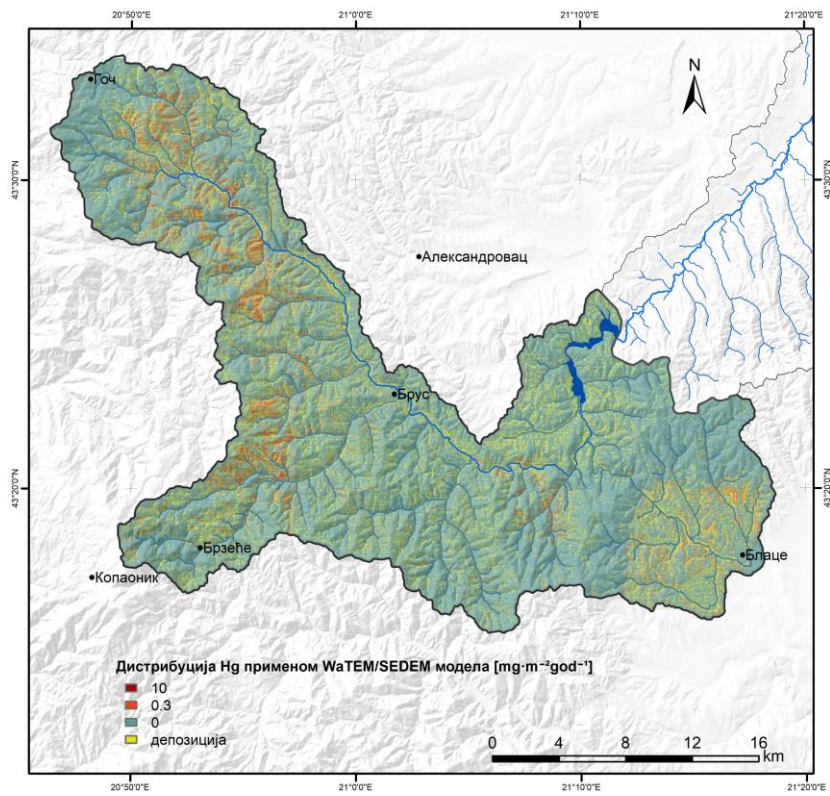 20°50'0"E 21°0'0"E 21°10'0"E 21°20'0"E
Гоч
N
43°30'0"N 43°30'0"N
Александровац
Брус
43°20'0"N 43°20'0"N
Брзеће
Блаце
Копаоник
Дистрибуција Hg применом WaTEM/SEDEM модела [mg·m⁻²god⁻¹]
10
0.3
0
депозиција
0 4 8 12 16
km
20°50'0"E 21°0'0"E 21°10'0"E 21°20'0"E